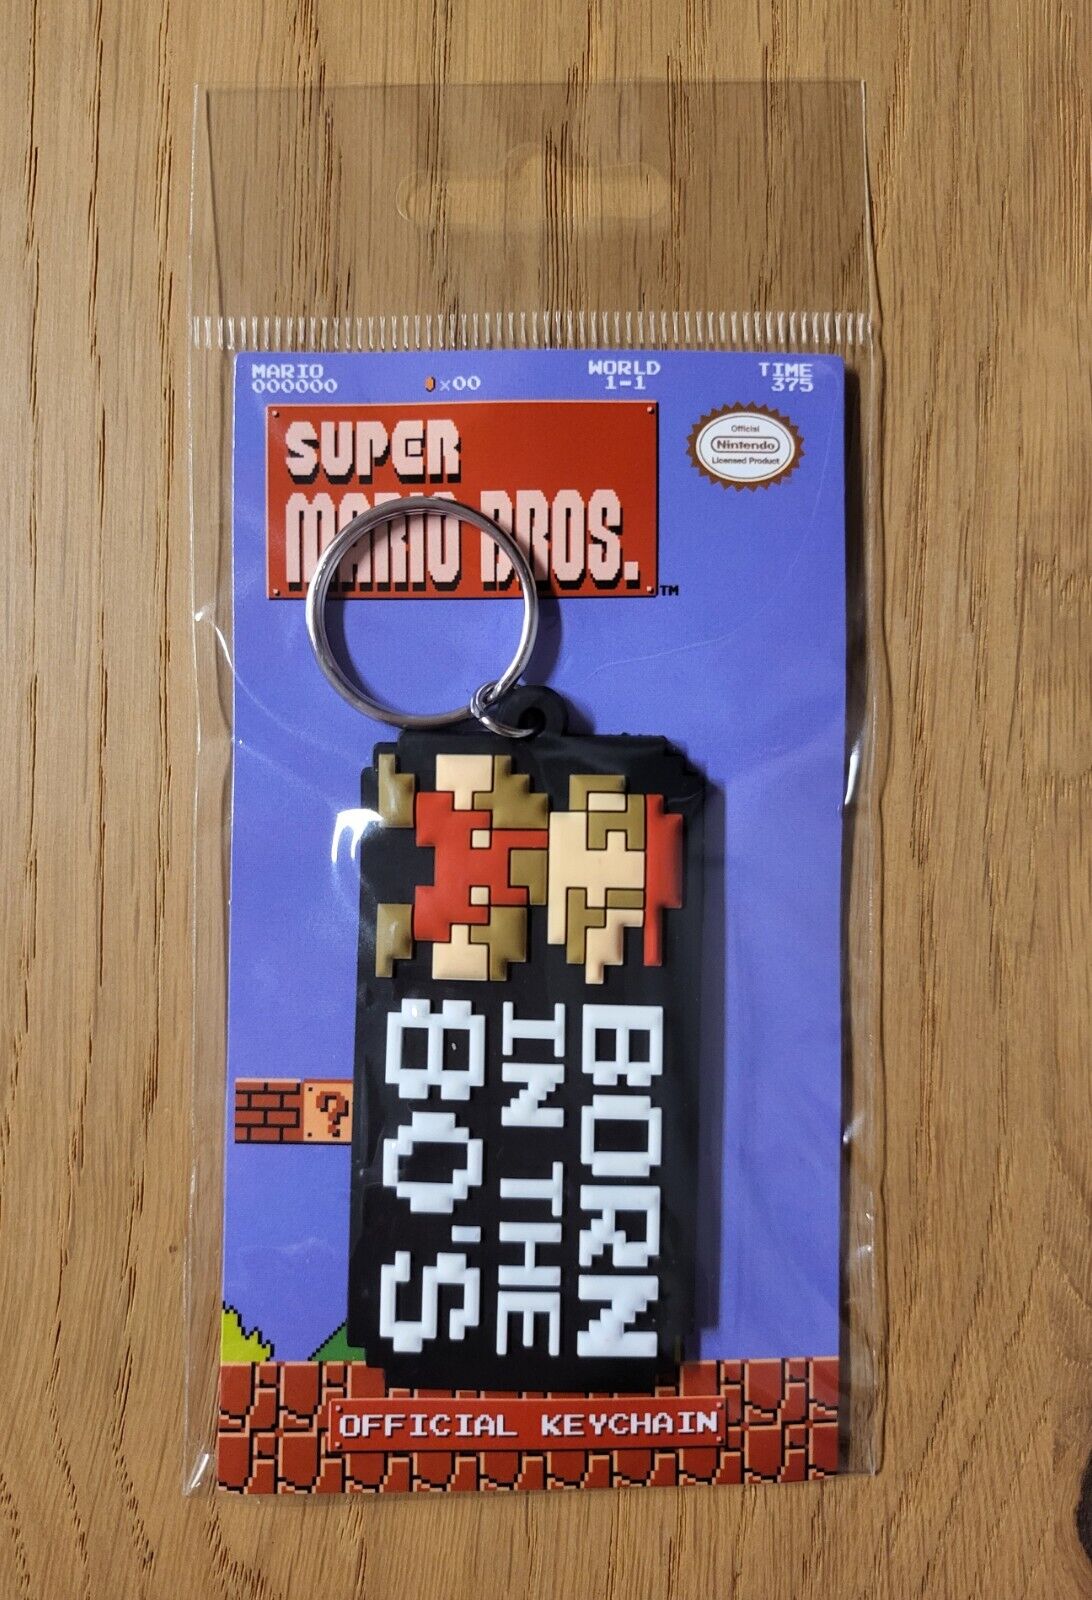 MARIO
000000
x00
WORLD
1-1
TIME
375
SUPER
MARIO BROS.
TM
Official
Nintendo
Licensed Product
BORN
IN THE
80'S
?
OFFICIAL KEYCHAIN